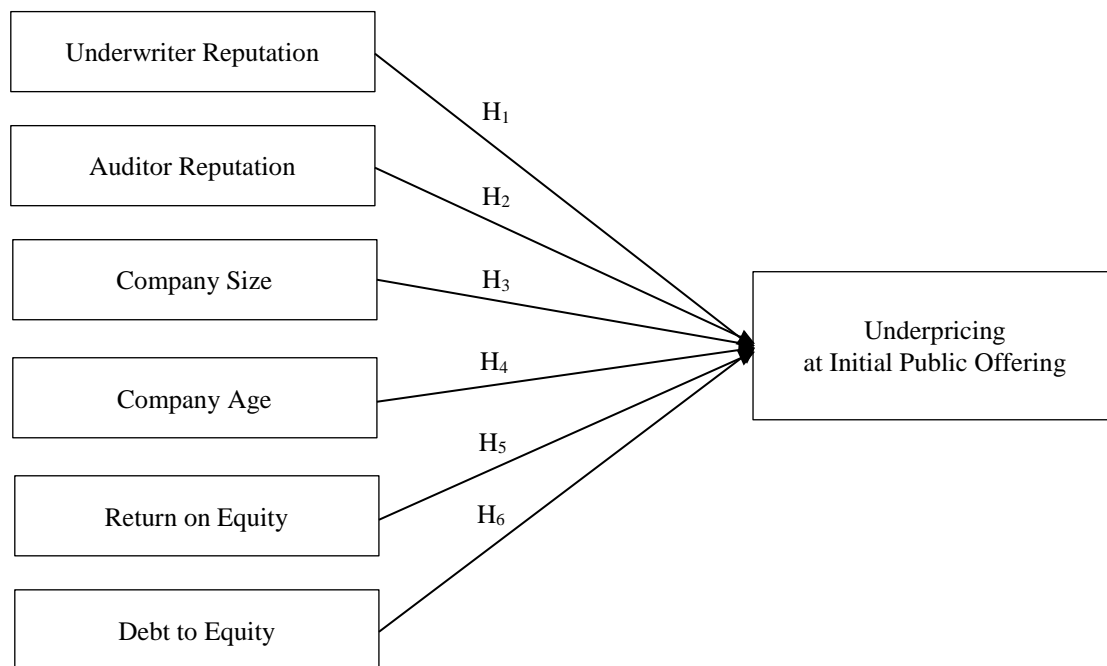 Underwriter Reputation
H₁
Auditor Reputation
H₂
Company Size
H₃
Underpricing
at Initial Public Offering
Company Age
H₄
Return on Equity
H₅
H₆
Debt to Equity